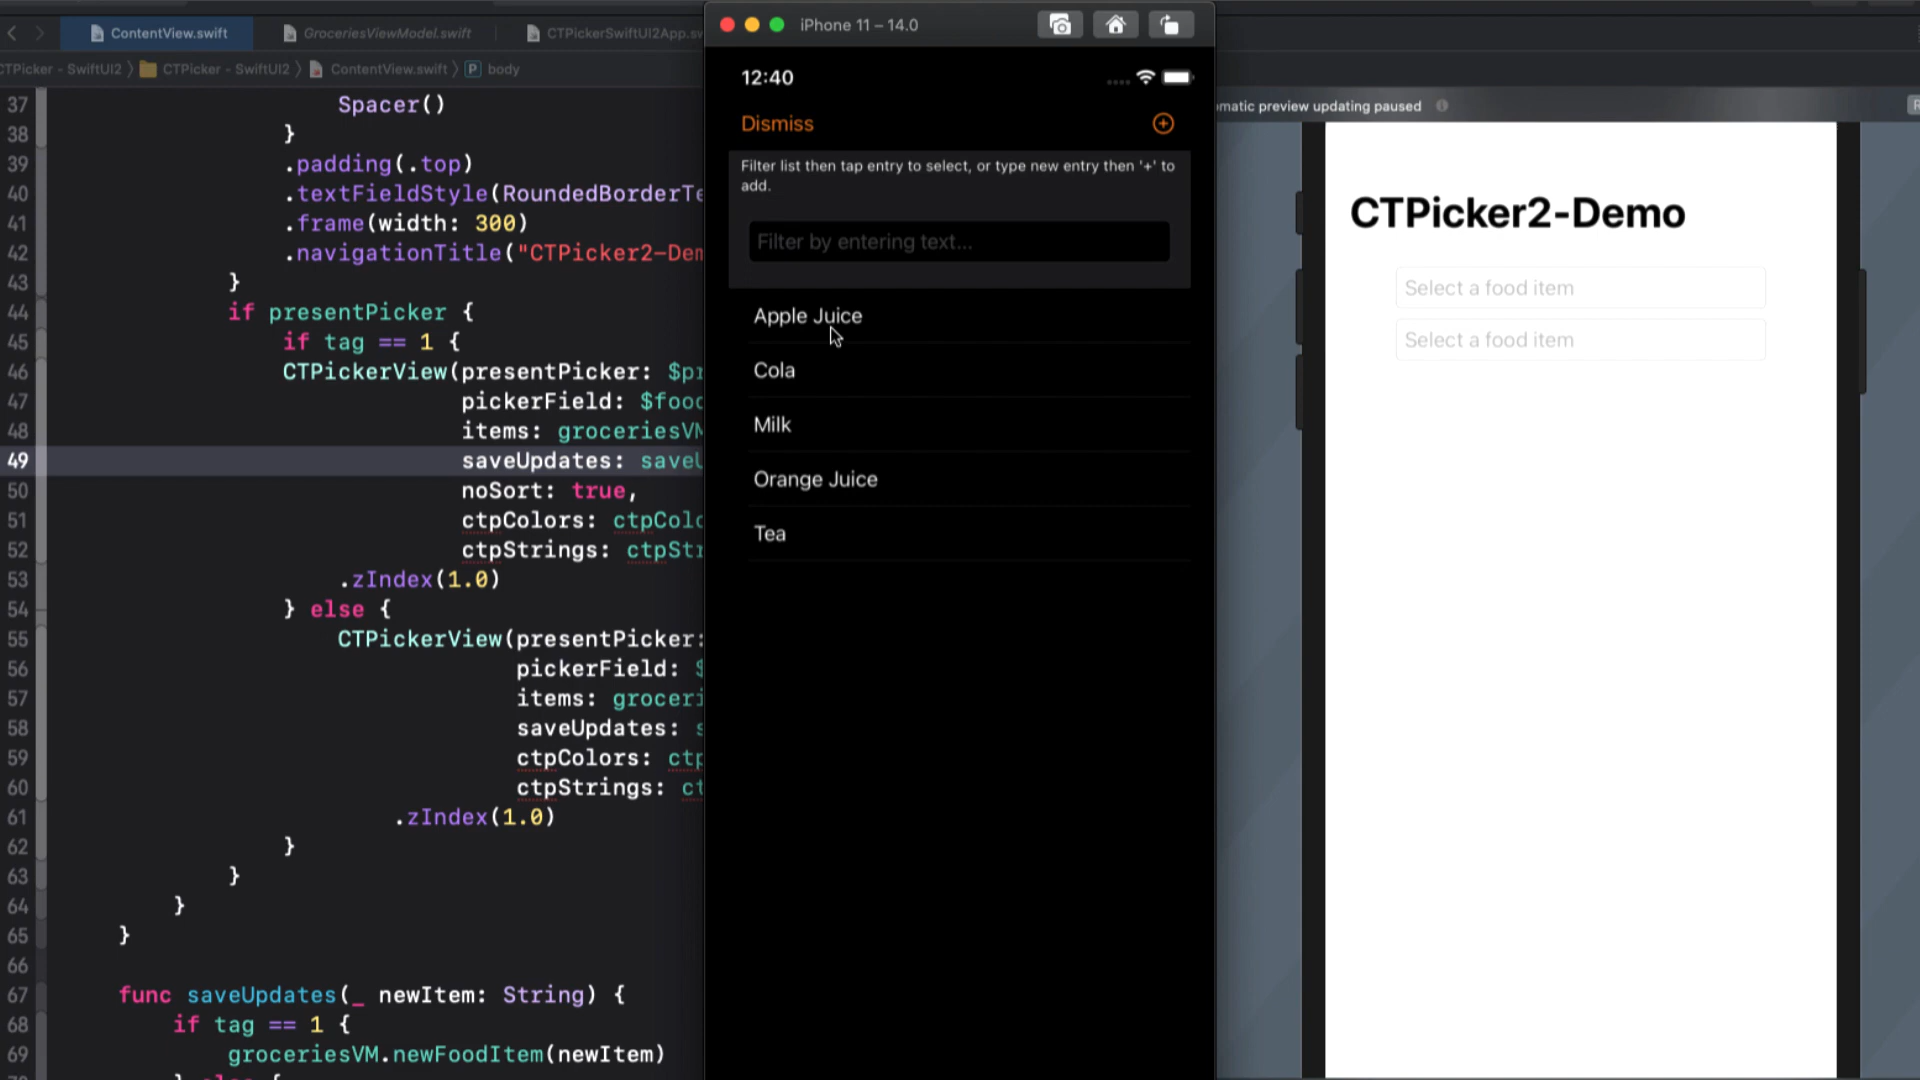 ContentView.swift
GroceriesViewModel.swift
CTPickerSwiftUI2App.sw
CTPicker - SwiftUI2
CTPicker - SwiftUI2
ContentView.swift
P body
37 Spacer()
38 }
39 .padding(.top)
40 .textFieldStyle(RoundedBorderTe
41 .frame(width: 300)
42 .navigationTitle("CTPicker2-Dem
43 }
44 if presentPicker {
45 if tag == 1 {
46 CTPickerView(presentPicker: $pr
47 pickerField: $food
48 items: groceriesVM
49 saveUpdates: saveU
50 noSort: true,
51 ctpColors: ctpColo
52 ctpStrings: ctpStr
53 .zIndex(1.0)
54 } else {
55 CTPickerView(presentPicker:
56 pickerField: $
57 items: groceri
58 saveUpdates: s
59 ctpColors: ctp
60 ctpStrings: ct
61 .zIndex(1.0)
62 }
63 }
64 }
65 }
66
67 func saveUpdates(_ newItem: String) {
68 if tag == 1 {
69 groceriesVM.newFoodItem(newItem)
} else {
iPhone 11 – 14.0
12:40
Dismiss
Filter list then tap entry to select, or type new entry then '+' to
add.
Filter by entering text...
Apple Juice
Cola
Milk
Orange Juice
Tea
matic preview updating paused
CTPicker2-Demo
Select a food item
Select a food item